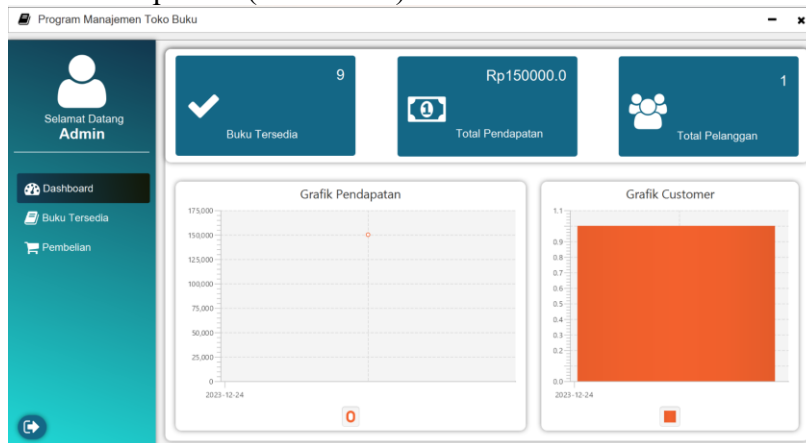 Program Manajemen Toko Buku
Selamat Datang
Admin
Dashboard
Buku Tersedia
Pembelian
9
Buku Tersedia
Rp150000.0
1
Total Pendapatan
1
Total Pelanggan
Grafik Pendapatan
175,000
150,000
125,000
100,000
75,000
50,000
25,000
0
2023-12-24
Grafik Customer
1.1
0.9
0.8
0.7
0.6
0.5
0.4
0.3
0.2
0.0
2023-12-24